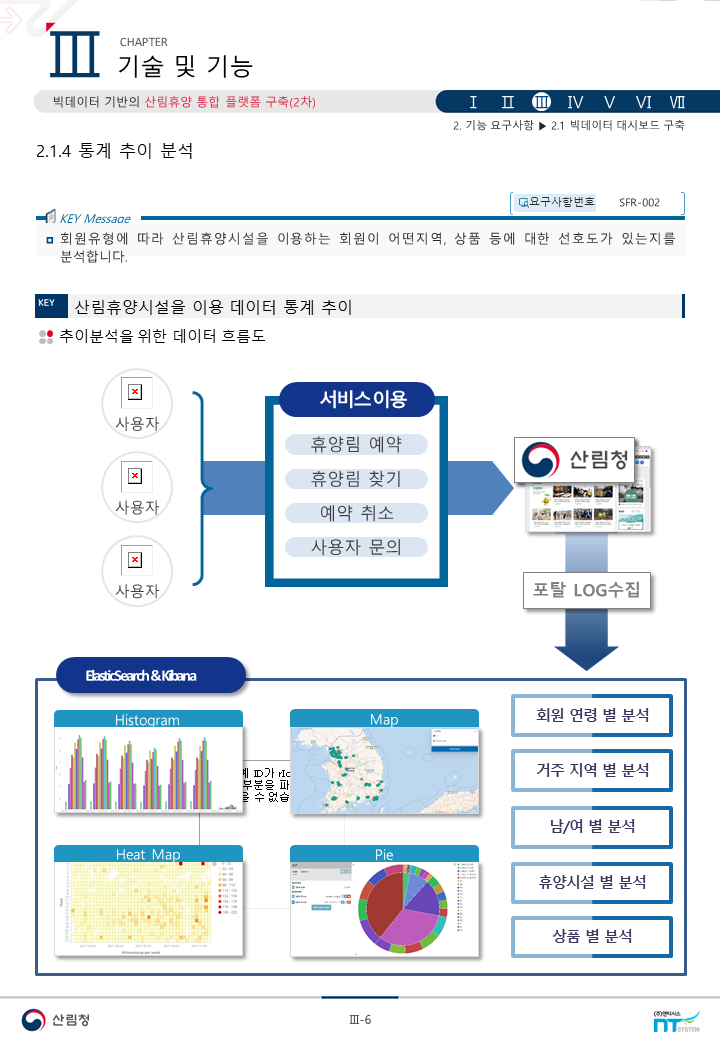 Ⅲ
CHAPTER
기술 및 기능
빅데이터 기반의 산림휴양 통합 플랫폼 구축(2차)
Ⅰ Ⅱ Ⅲ Ⅳ Ⅴ Ⅵ Ⅶ
2. 기능 요구사항 ▶ 2.1 빅데이터 대시보드 구축
2.1.4 통계 추이 분석
요구사항번호 SFR-002
KEY Message
회원유형에 따라 산림휴양시설을 이용하는 회원이 어떤지역, 상품 등에 대한 선호도가 있는지를
분석합니다.
KEY 산림휴양시설을 이용 데이터 통계 추이
추이분석을 위한 데이터 흐름도
사용자
사용자
사용자
서비스 이용
휴양림 예약
휴양림 찾기
예약 취소
사용자 문의
산림청
포탈 LOG수집
ElasticSearch & Kibana
Histogram
Map
Heat Map
Pie
회원 연령 별 분석
거주 지역 별 분석
남/여 별 분석
휴양시설 별 분석
상품 별 분석
산림청
Ⅲ-6
(주)엔티시스
NT SYSTEM